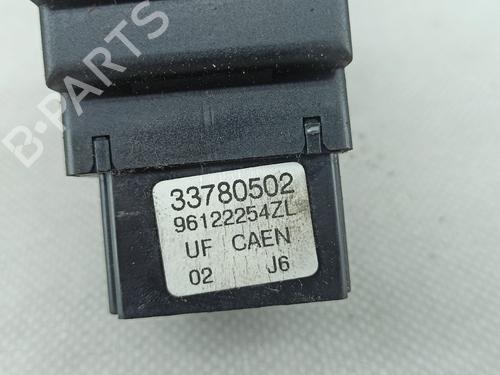 B-PARTS
33780502
96122254ZL
UF CAEN
02 J6